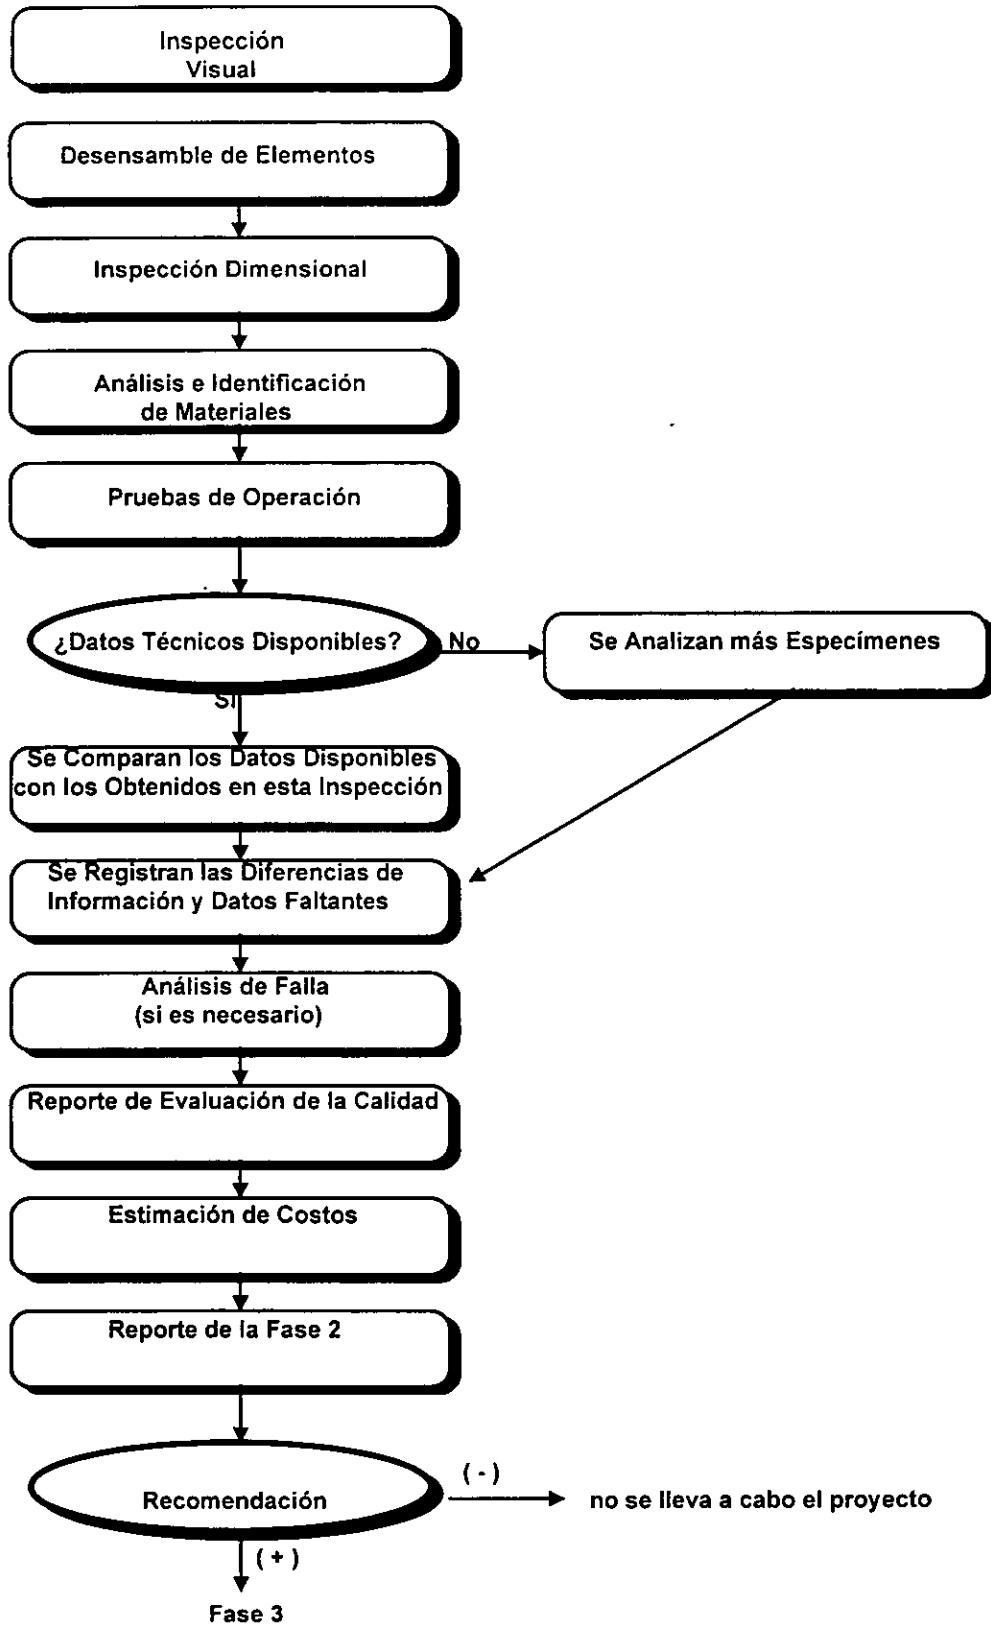 Inspección
Visual
Desensamble de Elementos
Inspección Dimensional
Análisis e Identificación
de Materiales
Pruebas de Operación
¿Datos Técnicos Disponibles?
No
Se Analizan más Especímenes
Si
Se Comparan los Datos Disponibles
con los Obtenidos en esta Inspección
Se Registran las Diferencias de
Información y Datos Faltantes
Análisis de Falla
(si es necesario)
Reporte de Evaluación de la Calidad
Estimación de Costos
Reporte de la Fase 2
Recomendación
( - )
no se lleva a cabo el proyecto
( + )
Fase 3